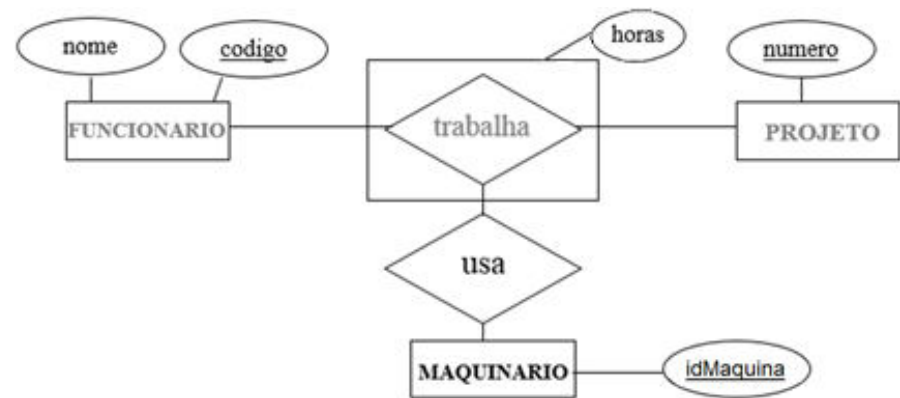 horas
nome
codigo
numero
FUNCIONARIO
trabalha
PROJETO
usa
MAQUINARIO
idMaquina